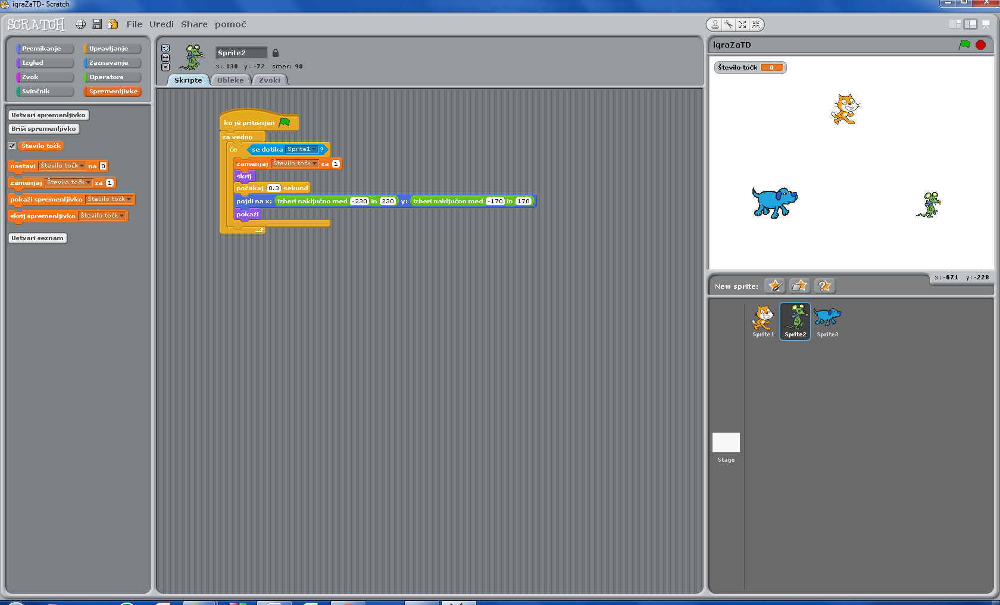 igraZaTD- Scratch
SCRATCH File Uredi Share pomoč
Premikanje Upravljanje
Izgled Zaznavanje
Zvok Operators
Svinčnik Spremenljivke
Ustvari spremenljivko
Briši spremenljivko
Število točk
nastavi Število točk na 0
zamenjaj Število točk za 1
pokaži spremenljivko Število točk
skrij spremenljivko Število točk
Ustvari seznam
Sprite2
x: 130 y: -72 smer: 90
Skripte Obleke Zvoki
ko je pritisnjen
za vedno
če se dotika Sprite1 ?
zamenjaj Število točk za 1
skrij
počakaj 0.3 sekund
pojdi na x: izberi naključno med -230 in 230 y: izberi naključno med -170 in 170
pokaži
igraZaTD
Število točk 0
x: -671 y: -228
New sprite:
Sprite1 Sprite2 Sprite3
Stage